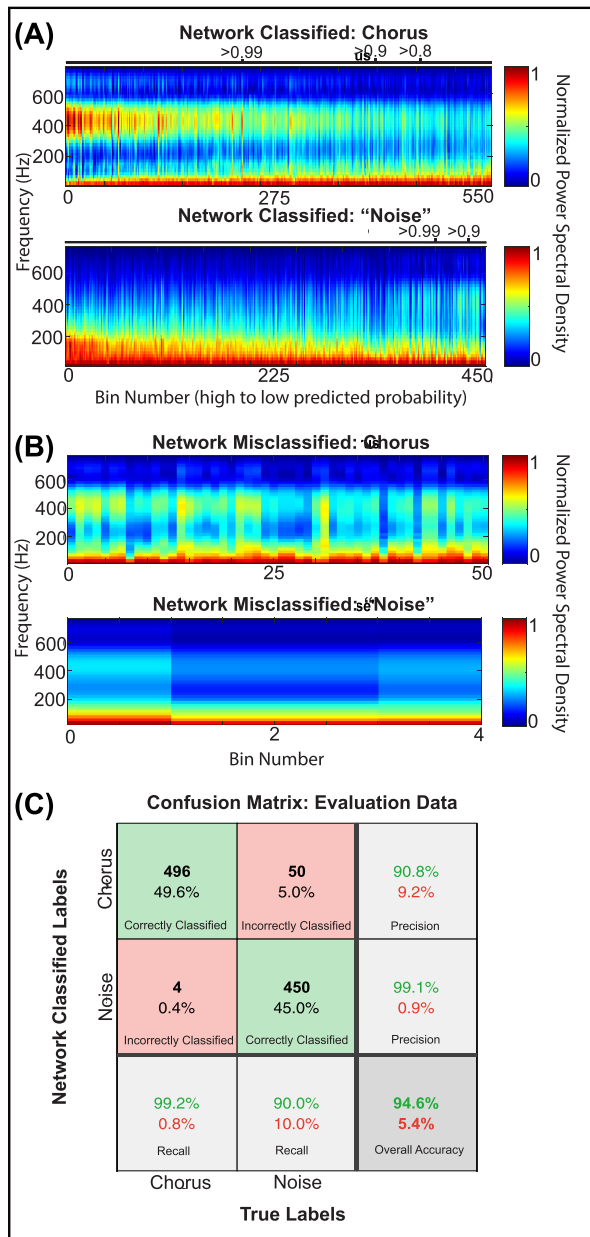 (A)
Network Classified: Chorus
>0.99 >0.9 >0.8
us
600
400
200
0 275 550
1
0
Normalized Power Spectral Density
Frequency (Hz)
Network Classified: “Noise”
>0.99 >0.9
600
400
200
0 225 450
1
0
Bin Number (high to low predicted probability)
(B)
Network Misclassified: Chorus
us
600
400
200
0 25 50
1
0
Normalized Power Spectral Density
Frequency (Hz)
Network Misclassified: “Noise”
se
600
400
200
0 2 4
1
0
Bin Number
(C)
Confusion Matrix: Evaluation Data
Network Classified Labels
Chorus
496
49.6%
Correctly Classified
50
5.0%
Incorrectly Classified
90.8%
9.2%
Precision
Noise
4
0.4%
Incorrectly Classified
450
45.0%
Correctly Classified
99.1%
0.9%
Precision
99.2%
0.8%
Recall
90.0%
10.0%
Recall
94.6%
5.4%
Overall Accuracy
Chorus Noise
True Labels